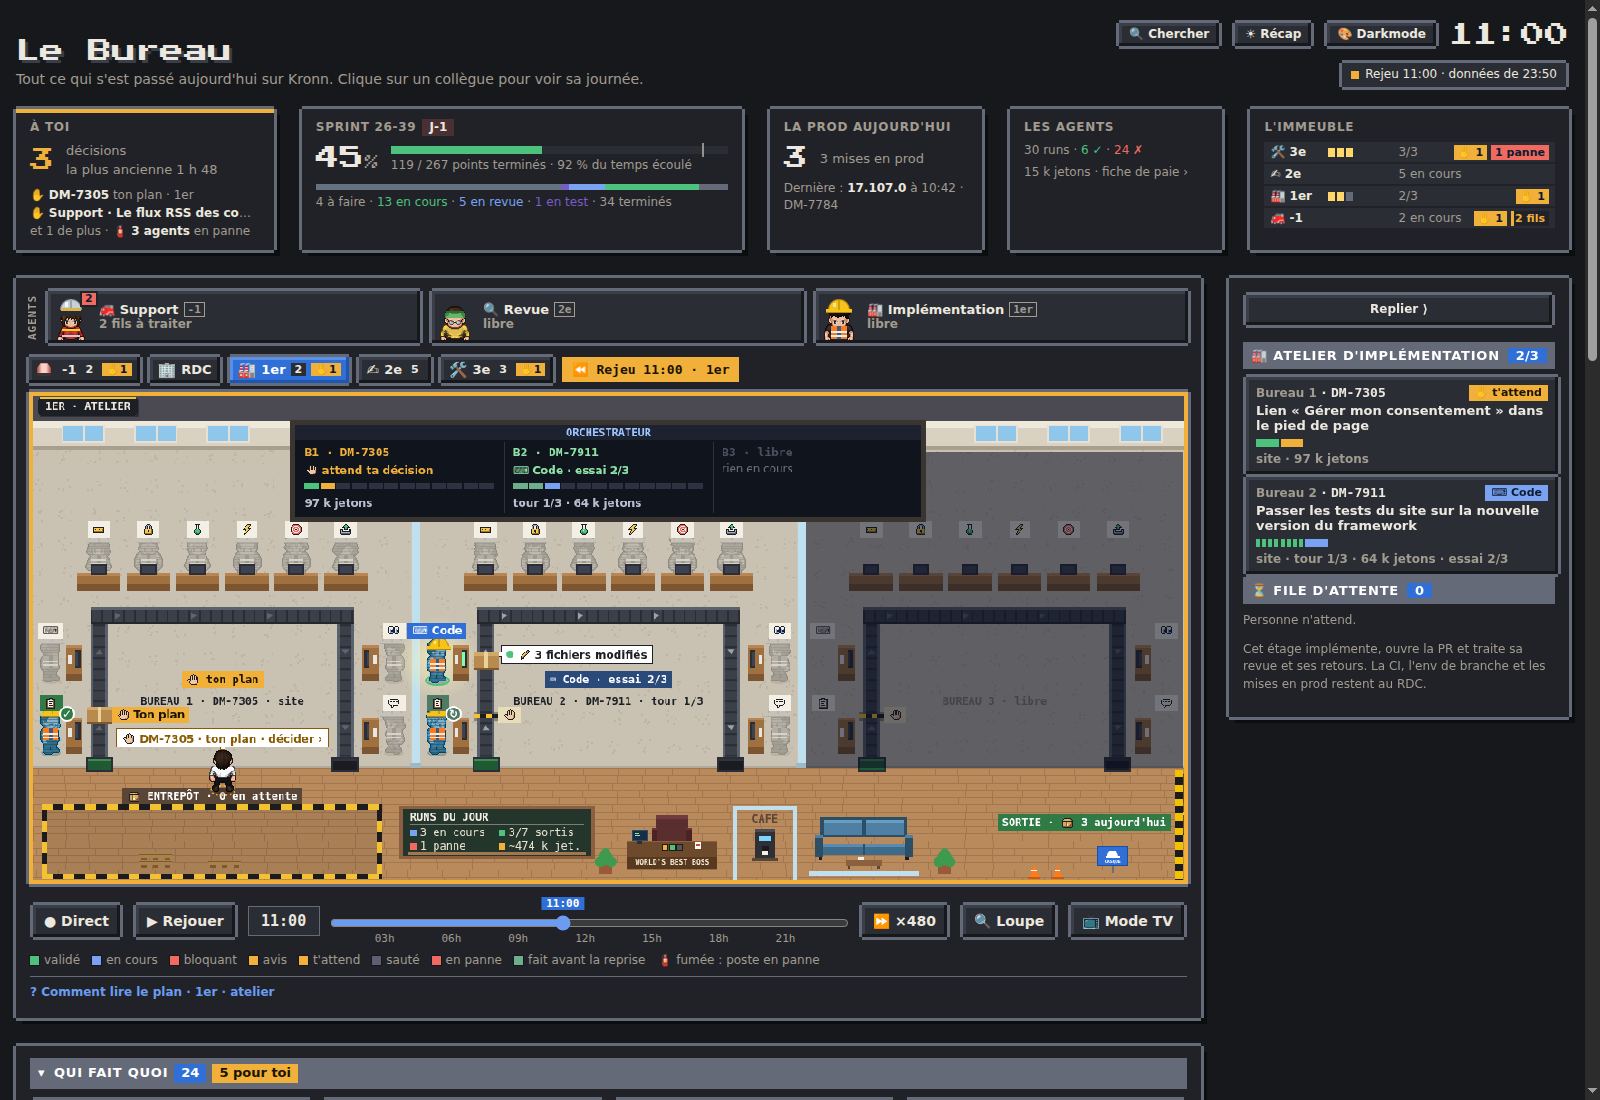 Le Bureau
Tout ce qui s'est passé aujourd'hui sur Kronn. Clique sur un collègue pour voir sa journée.
Chercher
Récap
Darkmode
11:00
Rejeu 11:00 · données de 23:50
À TOI
3
décisions
la plus ancienne 1 h 48
DM-7305 ton plan · 1er
Support · Le flux RSS des co…
et 1 de plus · 3 agents en panne
SPRINT 26-39 J-1
45%
119 / 267 points terminés · 92 % du temps écoulé
4 à faire · 13 en cours · 5 en revue · 1 en test · 34 terminés
LA PROD AUJOURD'HUI
3 3 mises en prod
Dernière : 17.107.0 à 10:42 ·
DM-7784
LES AGENTS
30 runs · 6 ✓ · 24 ✗
15 k jetons · fiche de paie ›
L'IMMEUBLE
3e 3/3 1 1 panne
2e 5 en cours
1er 2/3 1
-1 2 en cours 1 2 fils
AGENTS
2
Support -1
2 fils à traiter
Revue 2e
libre
Implémentation 1er
libre
-1 2 1
RDC
1er 2 1
2e 5
3e 3 1
Rejeu 11:00 · 1er
1ER · ATELIER
ORCHESTRATEUR
B1 · DM-7305
attend ta décision
97 k jetons
B2 · DM-7911
Code · essai 2/3
tour 1/3 · 64 k jetons
B3 · libre
rien en cours
Code
3 fichiers modifiés
ton plan
Code · essai 2/3
BUREAU 1 · DM-7305 · site
BUREAU 2 · DM-7911 · tour 1/3
BUREAU 3 · libre
Ton plan
DM-7305 · ton plan · décider ›
ENTREPÔT · 0 en attente
RUNS DU JOUR
3 en cours 3/7 sortis
1 panne ~474 k jet.
WORLD'S BEST BOSS
CAFE
SORTIE · 3 aujourd'hui
Direct
Rejouer
11:00
11:00
03h 06h 09h 12h 15h 18h 21h
×480
Loupe
Mode TV
validé en cours bloquant avis t'attend sauté en panne fait avant la reprise fumée : poste en panne
? Comment lire le plan · 1er · atelier
▾ QUI FAIT QUOI 24 5 pour toi
Replier ⟩
ATELIER D'IMPLÉMENTATION 2/3
Bureau 1 · DM-7305 t'attend
Lien « Gérer mon consentement » dans
le pied de page
site · 97 k jetons
Bureau 2 · DM-7911 Code
Passer les tests du site sur la nouvelle
version du framework
site · tour 1/3 · 64 k jetons · essai 2/3
FILE D'ATTENTE 0
Personne n'attend.
Cet étage implémente, ouvre la PR et traite sa
revue et ses retours. La CI, l'env de branche et les
mises en prod restent au RDC.